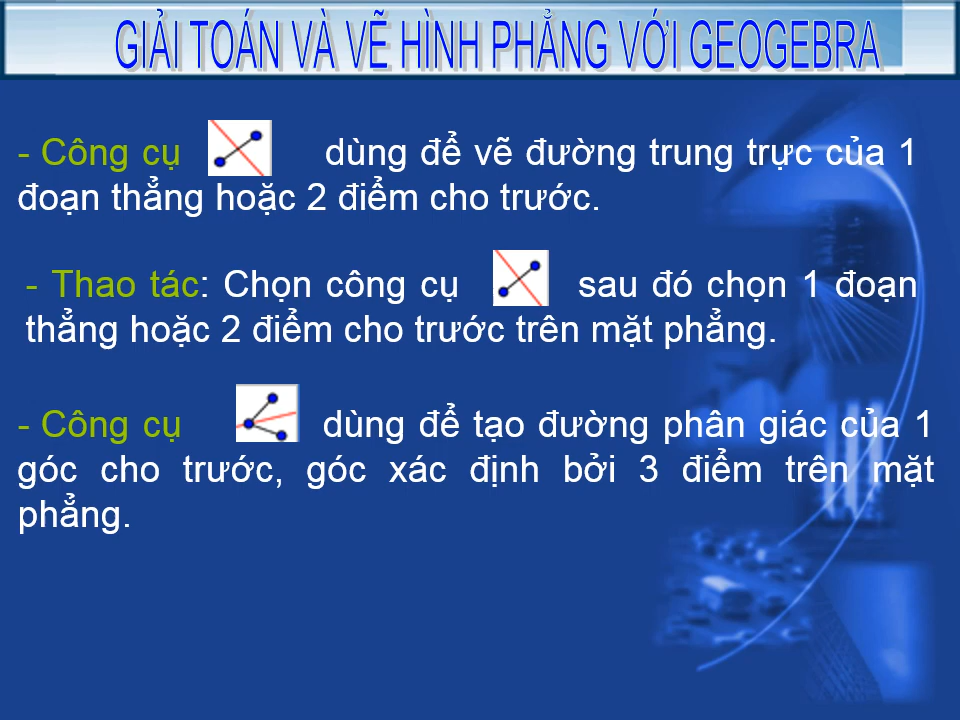 GIẢI TOÁN VÀ VẼ HÌNH PHẲNG VỚI GEOGEBRA
- Công cụ dùng để vẽ đường trung trực của 1
đoạn thẳng hoặc 2 điểm cho trước.
- Thao tác: Chọn công cụ sau đó chọn 1 đoạn
thẳng hoặc 2 điểm cho trước trên mặt phẳng.
- Công cụ dùng để tạo đường phân giác của 1
góc cho trước, góc xác định bởi 3 điểm trên mặt
phẳng.